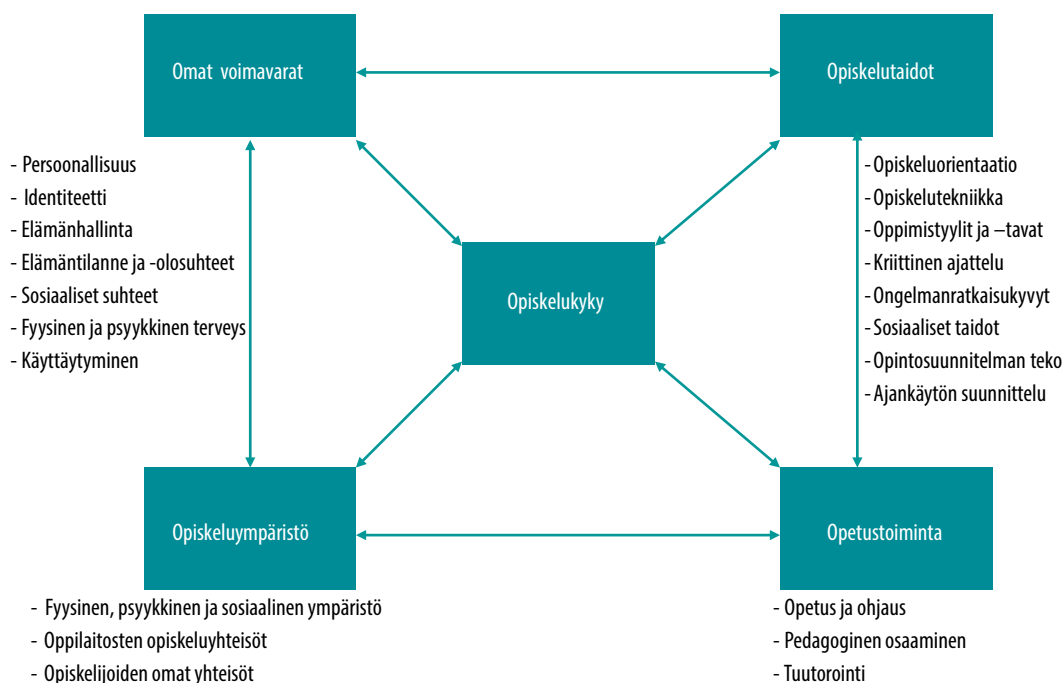 Omat voimavarat
Opiskelutaidot
- Persoonallisuus
- Identiteetti
- Elämänhallinta
- Elämäntilanne ja -olosuhteet
- Sosiaaliset suhteet
- Fyysinen ja psyykkinen terveys
- Käyttäytyminen
- Opiskeluorientaatio
- Opiskelutekniikka
- Oppimistyylit ja –tavat
- Kriittinen ajattelu
- Ongelmanratkaisukyvyt
- Sosiaaliset taidot
- Opintosuunnitelman teko
- Ajankäytön suunnittelu
Opiskelukyky
Opiskeluympäristö
Opetustoiminta
- Fyysinen, psyykkinen ja sosiaalinen ympäristö
- Oppilaitosten opiskeluyhteisöt
- Opiskelijoiden omat yhteisöt
- Opetus ja ohjaus
- Pedagoginen osaaminen
- Tuutorointi